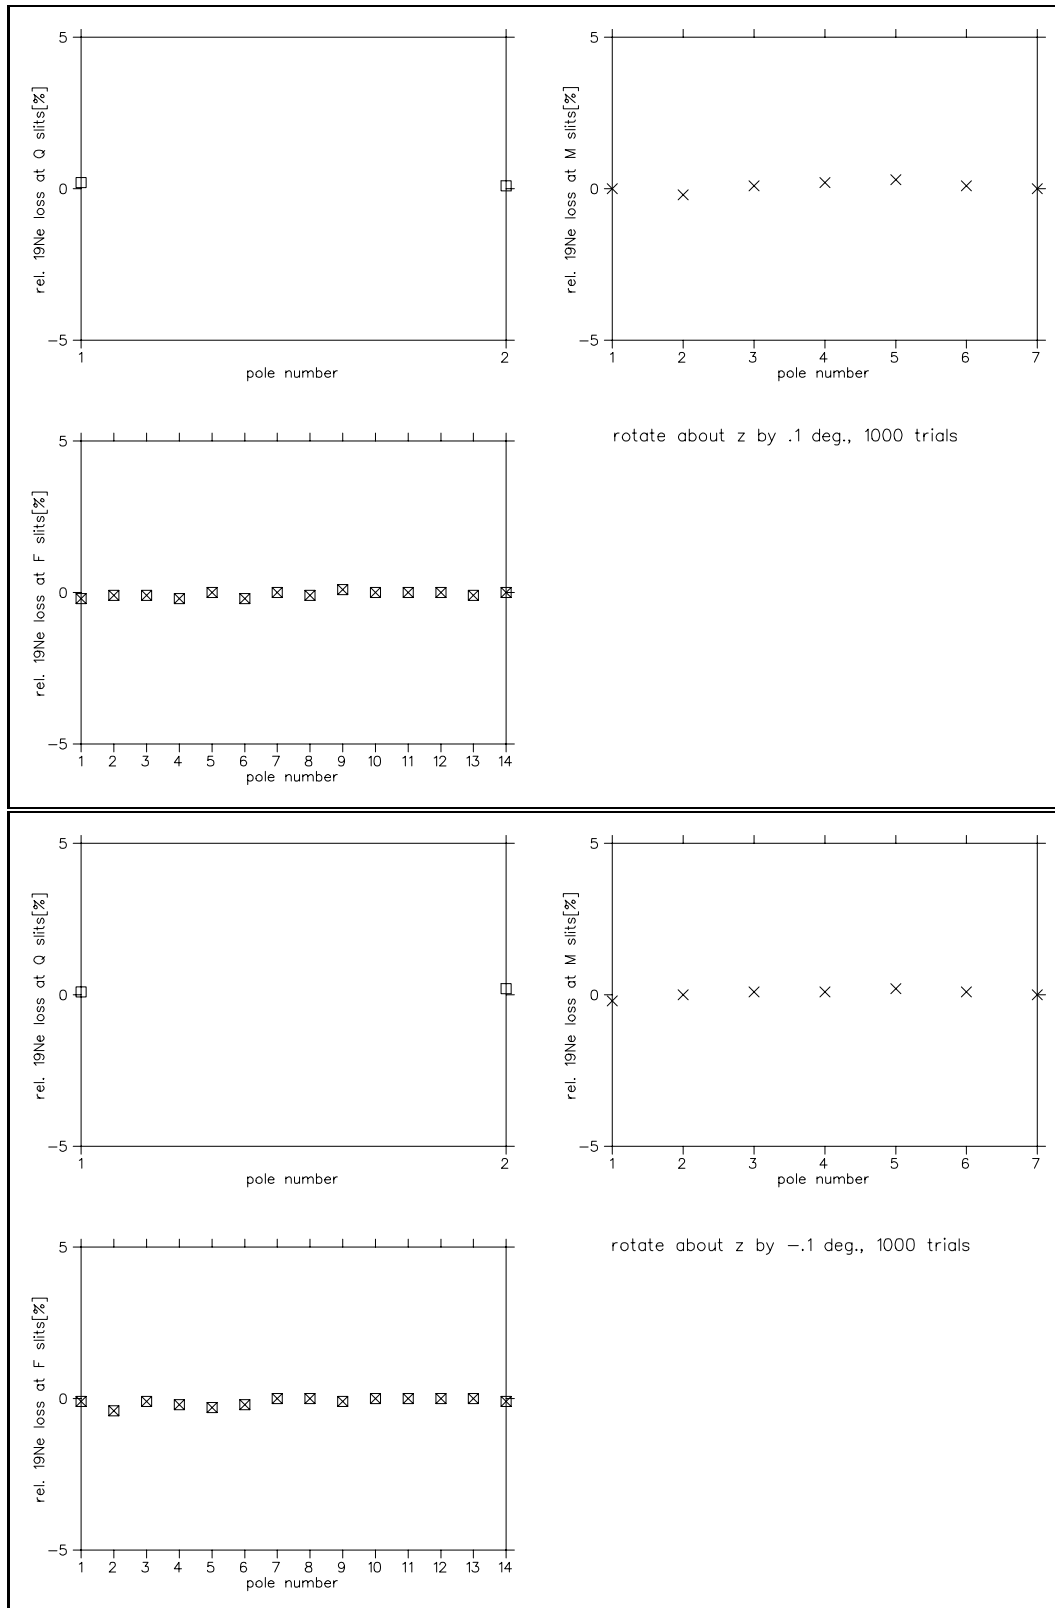 5
0
−5
rel. 19Ne loss at Q slits[%]
1 2
pole number
5
0
−5
rel. 19Ne loss at M slits[%]
1 2 3 4 5 6 7
pole number
5
0
−5
rel. 19Ne loss at F slits[%]
1 2 3 4 5 6 7 8 9 10 11 12 13 14
pole number
rotate about z by .1 deg., 1000 trials
5
0
−5
rel. 19Ne loss at Q slits[%]
1 2
pole number
5
0
−5
rel. 19Ne loss at M slits[%]
1 2 3 4 5 6 7
pole number
5
0
−5
rel. 19Ne loss at F slits[%]
1 2 3 4 5 6 7 8 9 10 11 12 13 14
pole number
rotate about z by −.1 deg., 1000 trials